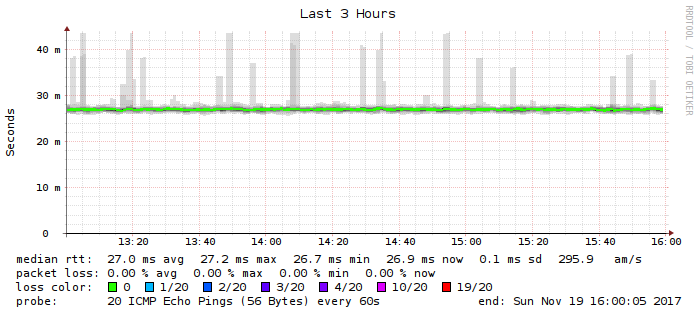 Last 3 Hours
RRDTOOL / TOBI OETIKER
Seconds
40 m
30 m
20 m
10 m
0
13:20 13:40 14:00 14:20 14:40 15:00 15:20 15:40 16:00
median rtt: 27.0 ms avg 27.2 ms max 26.7 ms min 26.9 ms now 0.1 ms sd 295.9 am/s
packet loss: 0.00 % avg 0.00 % max 0.00 % min 0.00 % now
loss color: 0 1/20 2/20 3/20 4/20 10/20 19/20
probe: 20 ICMP Echo Pings (56 Bytes) every 60s end: Sun Nov 19 16:00:05 2017